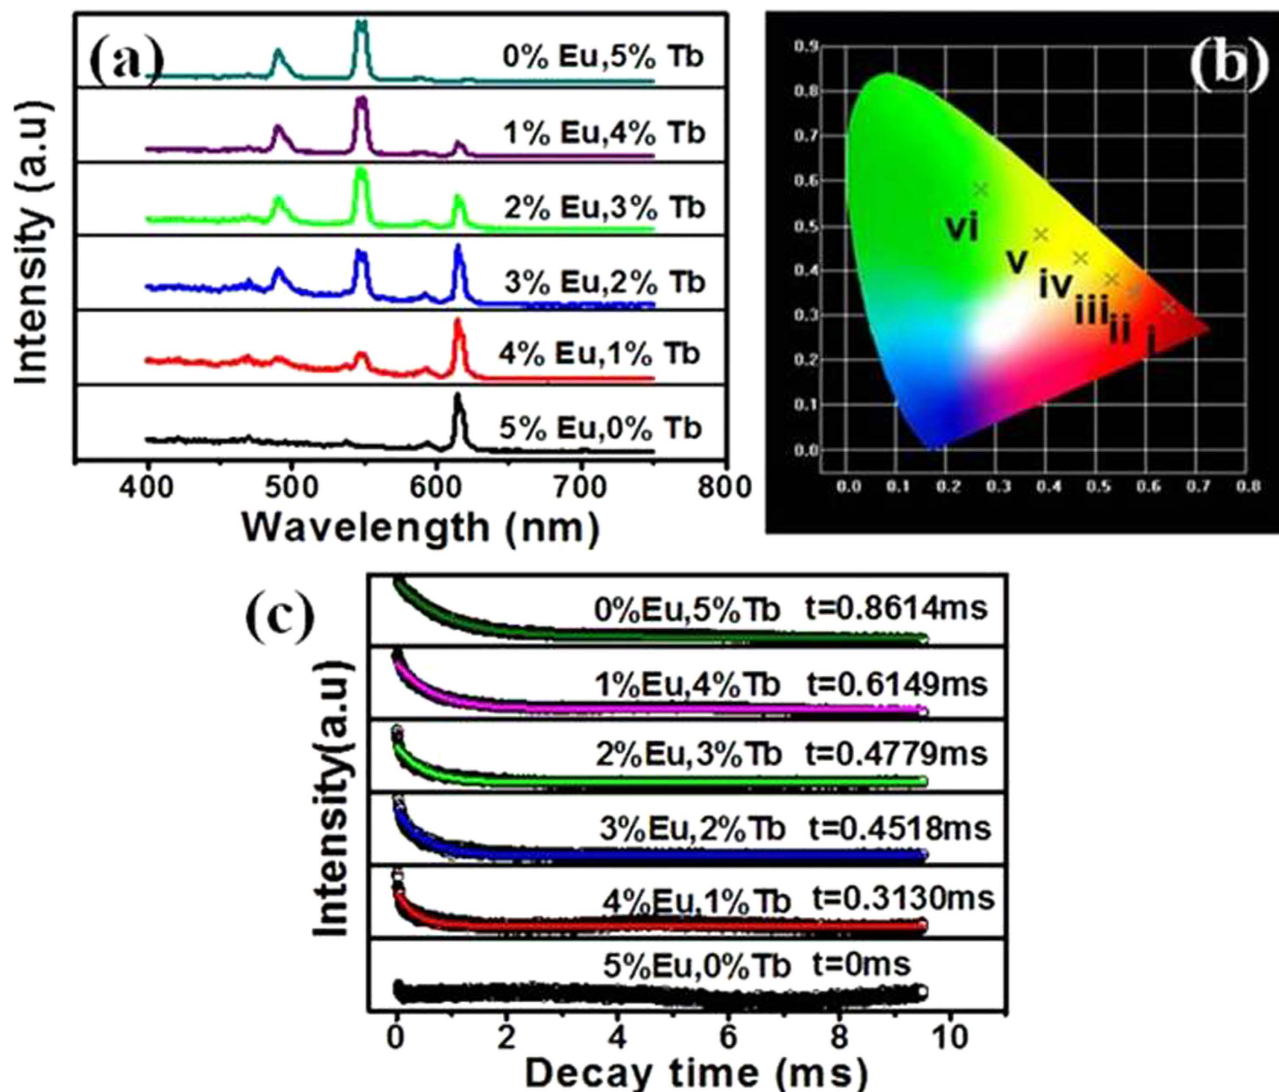 (a)
Intensity (a.u)
0% Eu,5% Tb
1% Eu,4% Tb
2% Eu,3% Tb
3% Eu,2% Tb
4% Eu,1% Tb
5% Eu,0% Tb
400 500 600 700 800
Wavelength (nm)
(b)
0.9
0.8
0.7
0.6
0.5
0.4
0.3
0.2
0.1
0.0
vi
v
iv
iii
ii
i
0.0 0.1 0.2 0.3 0.4 0.5 0.6 0.7 0.8
(c)
Intensity(a.u)
0%Eu,5%Tb t=0.8614ms
1%Eu,4%Tb t=0.6149ms
2%Eu,3%Tb t=0.4779ms
3%Eu,2%Tb t=0.4518ms
4%Eu,1%Tb t=0.3130ms
5%Eu,0%Tb t=0ms
0 2 4 6 8 10
Decay time (ms)